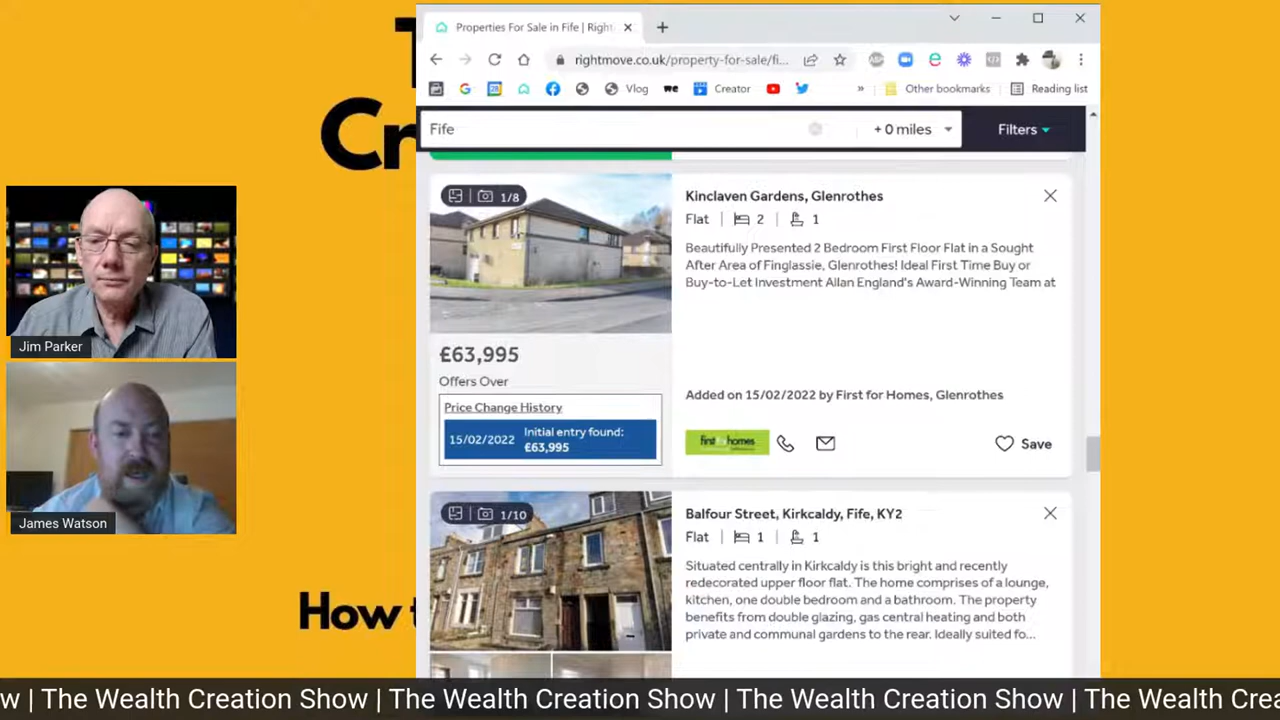 Properties For Sale in Fife | Right
rightmove.co.uk/property-for-sale/fi...
Vlog
we
Creator
»
Other bookmarks
Reading list
Fife
+ 0 miles
Filters
Cr
1/8
Kinclaven Gardens, Glenrothes
Flat | 2 | 1
Beautifully Presented 2 Bedroom First Floor Flat in a Sought
After Area of Finglassie, Glenrothes! Ideal First Time Buy or
Buy-to-Let Investment Allan England's Award-Winning Team at
£63,995
Offers Over
Price Change History
15/02/2022 Initial entry found:
£63,995
Added on 15/02/2022 by First for Homes, Glenrothes
first for homes
Save
Jim Parker
James Watson
1/10
Balfour Street, Kirkcaldy, Fife, KY2
Flat | 1 | 1
Situated centrally in Kirkcaldy is this bright and recently
redecorated upper floor flat. The home comprises of a lounge,
kitchen, one double bedroom and a bathroom. The property
benefits from double glazing, gas central heating and both
private and communal gardens to the rear. Ideally suited fo...
How t
w | The Wealth Creation Show | The Wealth Creation Show | The Wealth Creation Show | The Wealth Crea